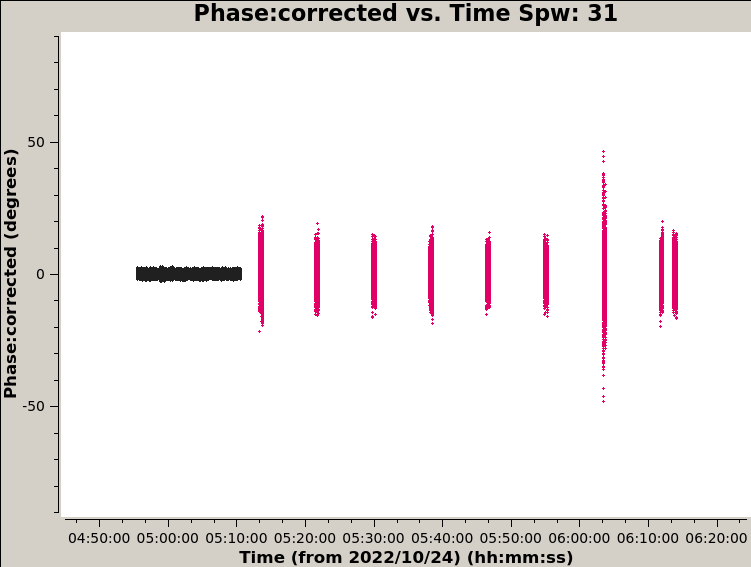 Phase:corrected vs. Time Spw: 31
Phase:corrected (degrees)
50
0
-50
04:50:00 05:00:00 05:10:00 05:20:00 05:30:00 05:40:00 05:50:00 06:00:00 06:10:00 06:20:00
Time (from 2022/10/24) (hh:mm:ss)